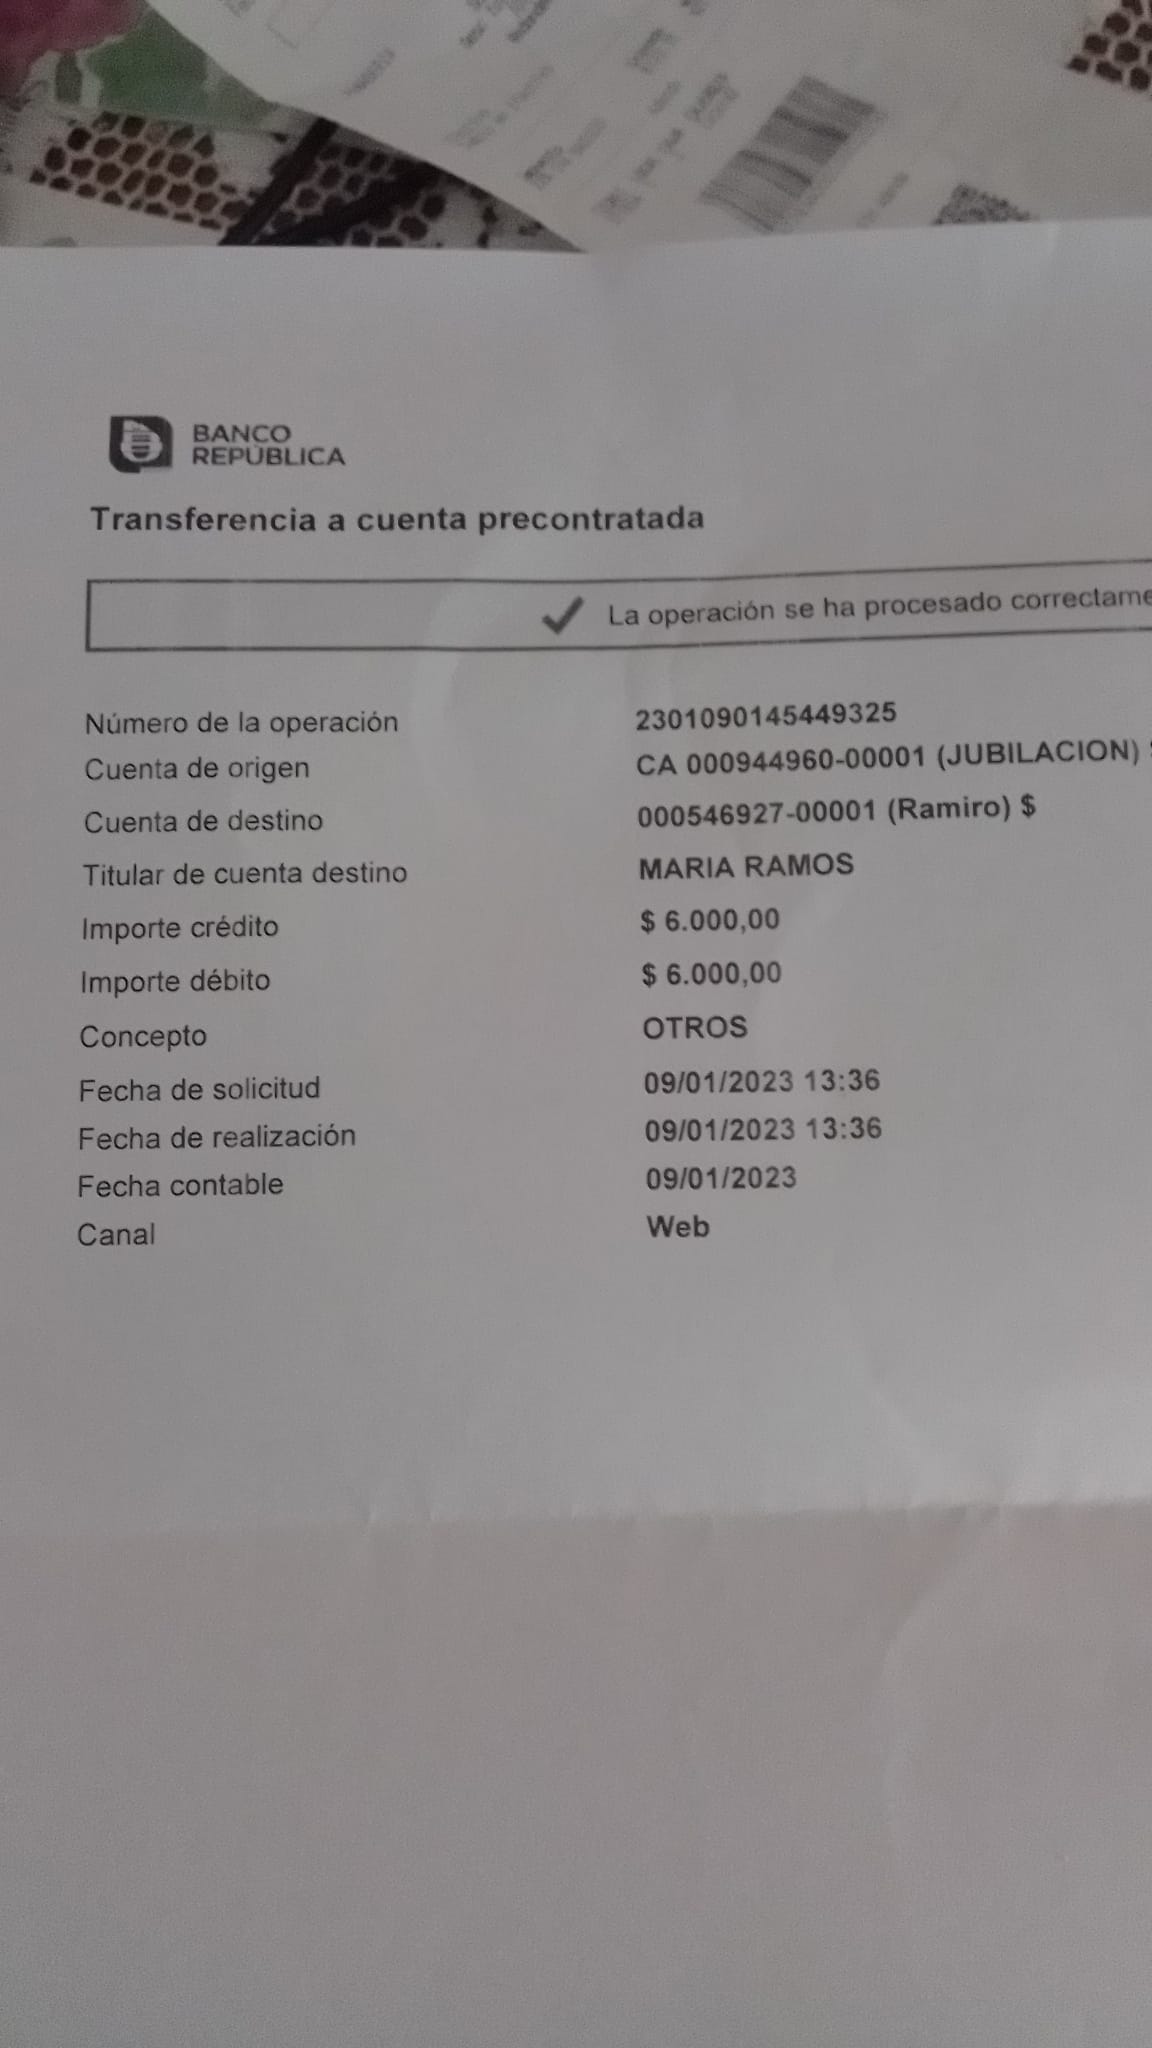 BANCO
REPÚBLICA
Transferencia a cuenta precontratada
La operación se ha procesado correctame
Número de la operación 2301090145449325
Cuenta de origen CA 000944960-00001 (JUBILACION)
Cuenta de destino 000546927-00001 (Ramiro) $
Titular de cuenta destino MARIA RAMOS
Importe crédito $ 6.000,00
Importe débito $ 6.000,00
Concepto OTROS
Fecha de solicitud 09/01/2023 13:36
Fecha de realización 09/01/2023 13:36
Fecha contable 09/01/2023
Canal Web